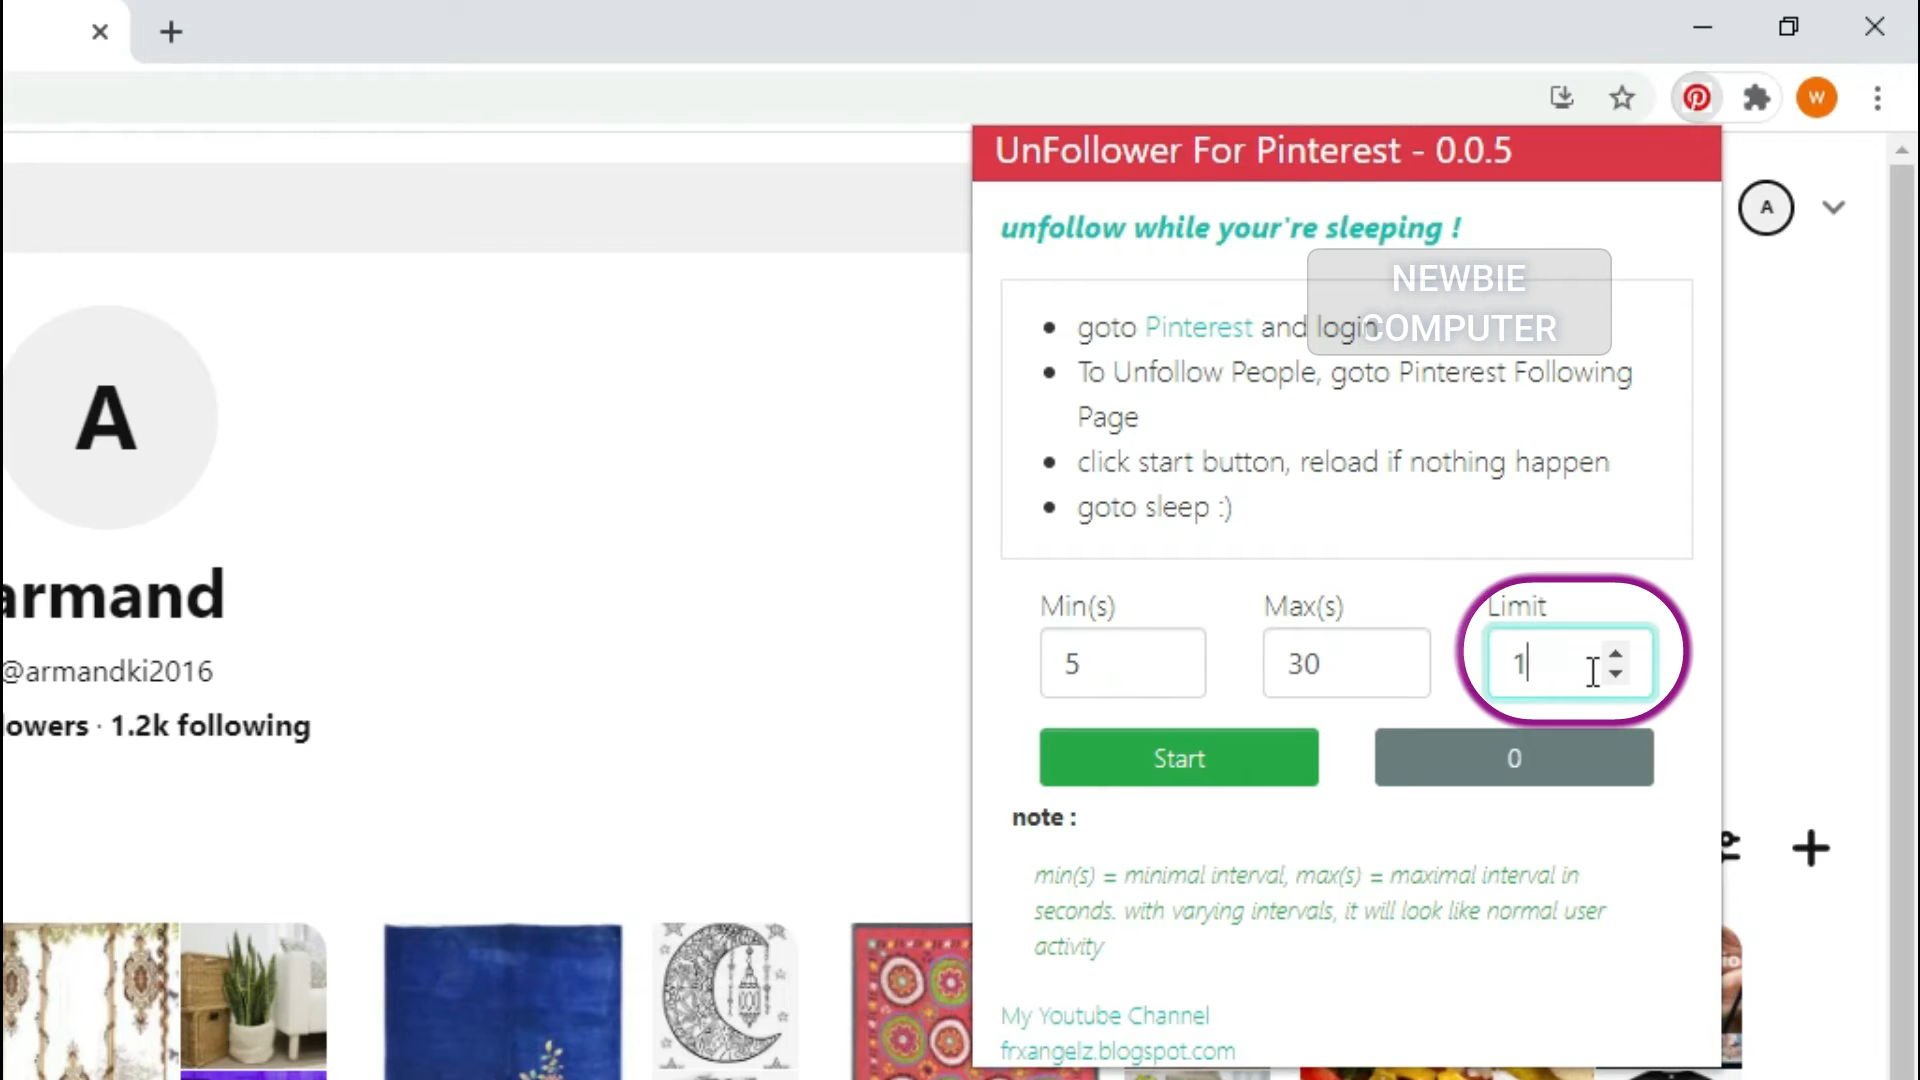 W
UnFollower For Pinterest - 0.0.5
A
unfollow while your're sleeping !
NEWBIE
COMPUTER
goto Pinterest and login
To Unfollow People, goto Pinterest Following
Page
click start button, reload if nothing happen
goto sleep :)
A
armand
@armandki2016
lowers · 1.2k following
Min(s)
Max(s)
Limit
5
30
1
Start
0
note :
min(s) = minimal interval, max(s) = maximal interval in
seconds. with varying intervals, it will look like normal user
activity
My Youtube Channel
frxangelz.blogspot.com